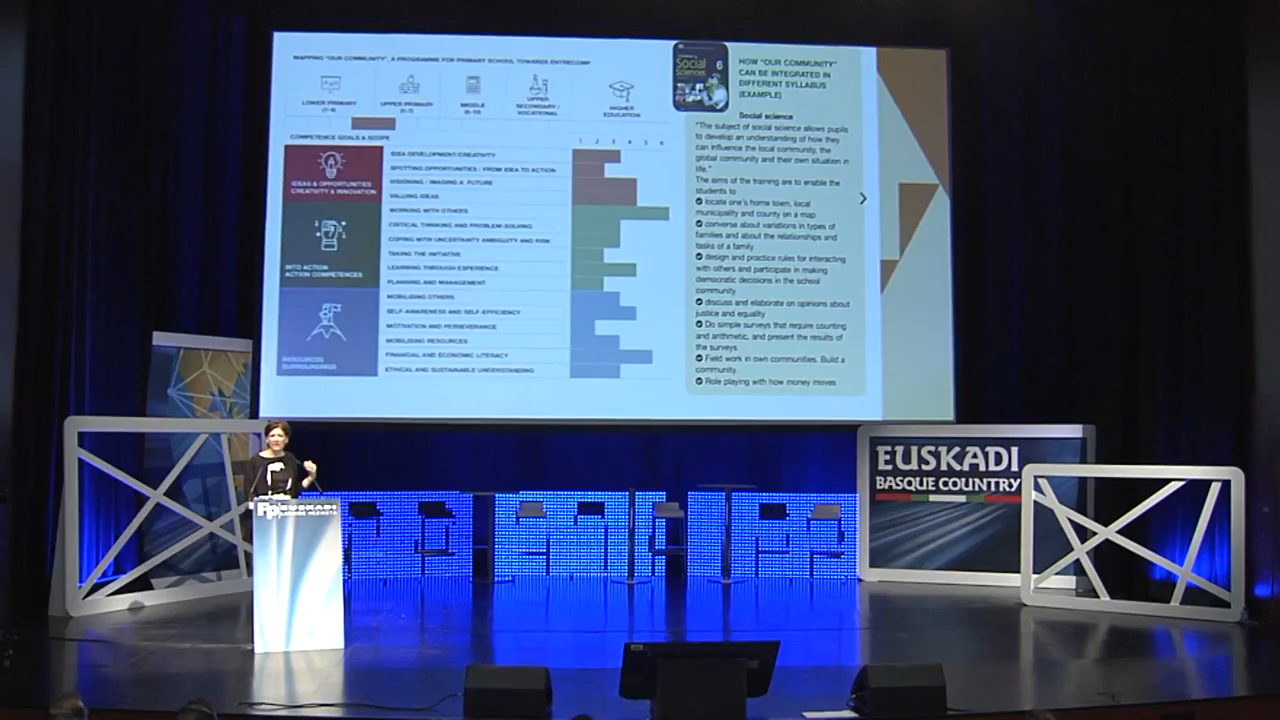 MAPPING "OUR COMMUNITY", A PROGRAMME FOR PRIMARY SCHOOL TOWARDS ENTRECOMP
LOWER PRIMARY
(1-4)
UPPER PRIMARY
(5-7)
MIDDLE
(8-10)
UPPER
SECONDARY /
VOCATIONAL
HIGHER
EDUCATION
COMPETENCE GOALS & SCOPE
1 2 3 4 5 6
IDEAS & OPPORTUNITIES
CREATIVITY & INNOVATION
IDEA DEVELOPMENT/CREATIVITY
SPOTTING OPPORTUNITIES / FROM IDEA TO ACTION
VISIONING / IMAGING A FUTURE
VALUING IDEAS
INTO ACTION
ACTION COMPETENCES
WORKING WITH OTHERS
CRITICAL THINKING AND PROBLEM-SOLVING
COPING WITH UNCERTAINTY AMBIGUITY AND RISK
TAKING THE INITIATIVE
LEARNING THROUGH EXPERIENCE
PLANNING AND MANAGEMENT
RESOURCES
SURROUNDINGS
MOBILISING OTHERS
SELF-AWARENESS AND SELF-EFFICIENCY
MOTIVATION AND PERSEVERANCE
MOBILISING RESOURCES
FINANCIAL AND ECONOMIC LITERACY
ETHICAL AND SUSTAINABLE UNDERSTANDING
Social
Sciences
6
HOW "OUR COMMUNITY"
CAN BE INTEGRATED IN
DIFFERENT SYLLABUS
(EXAMPLE)
Social science
"The subject of social science allows pupils
to develop an understanding of how they
can influence the local community, the
global community and their own situation in
life."
The aims of the training are to enable the
students to
locate one's home town, local
municipality and county on a map
converse about variations in types of
families and about the relationships and
tasks of a family
design and practice rules for interacting
with others and participate in making
democratic decisions in the school
community
discuss and elaborate on opinions about
justice and equality
Do simple surveys that require counting
and arithmetic, and present the results of
the surveys
Field work in own communities. Build a
community.
Role playing with how money moves
EUSKADI
BASQUE COUNTRY
Fp EUSKADI